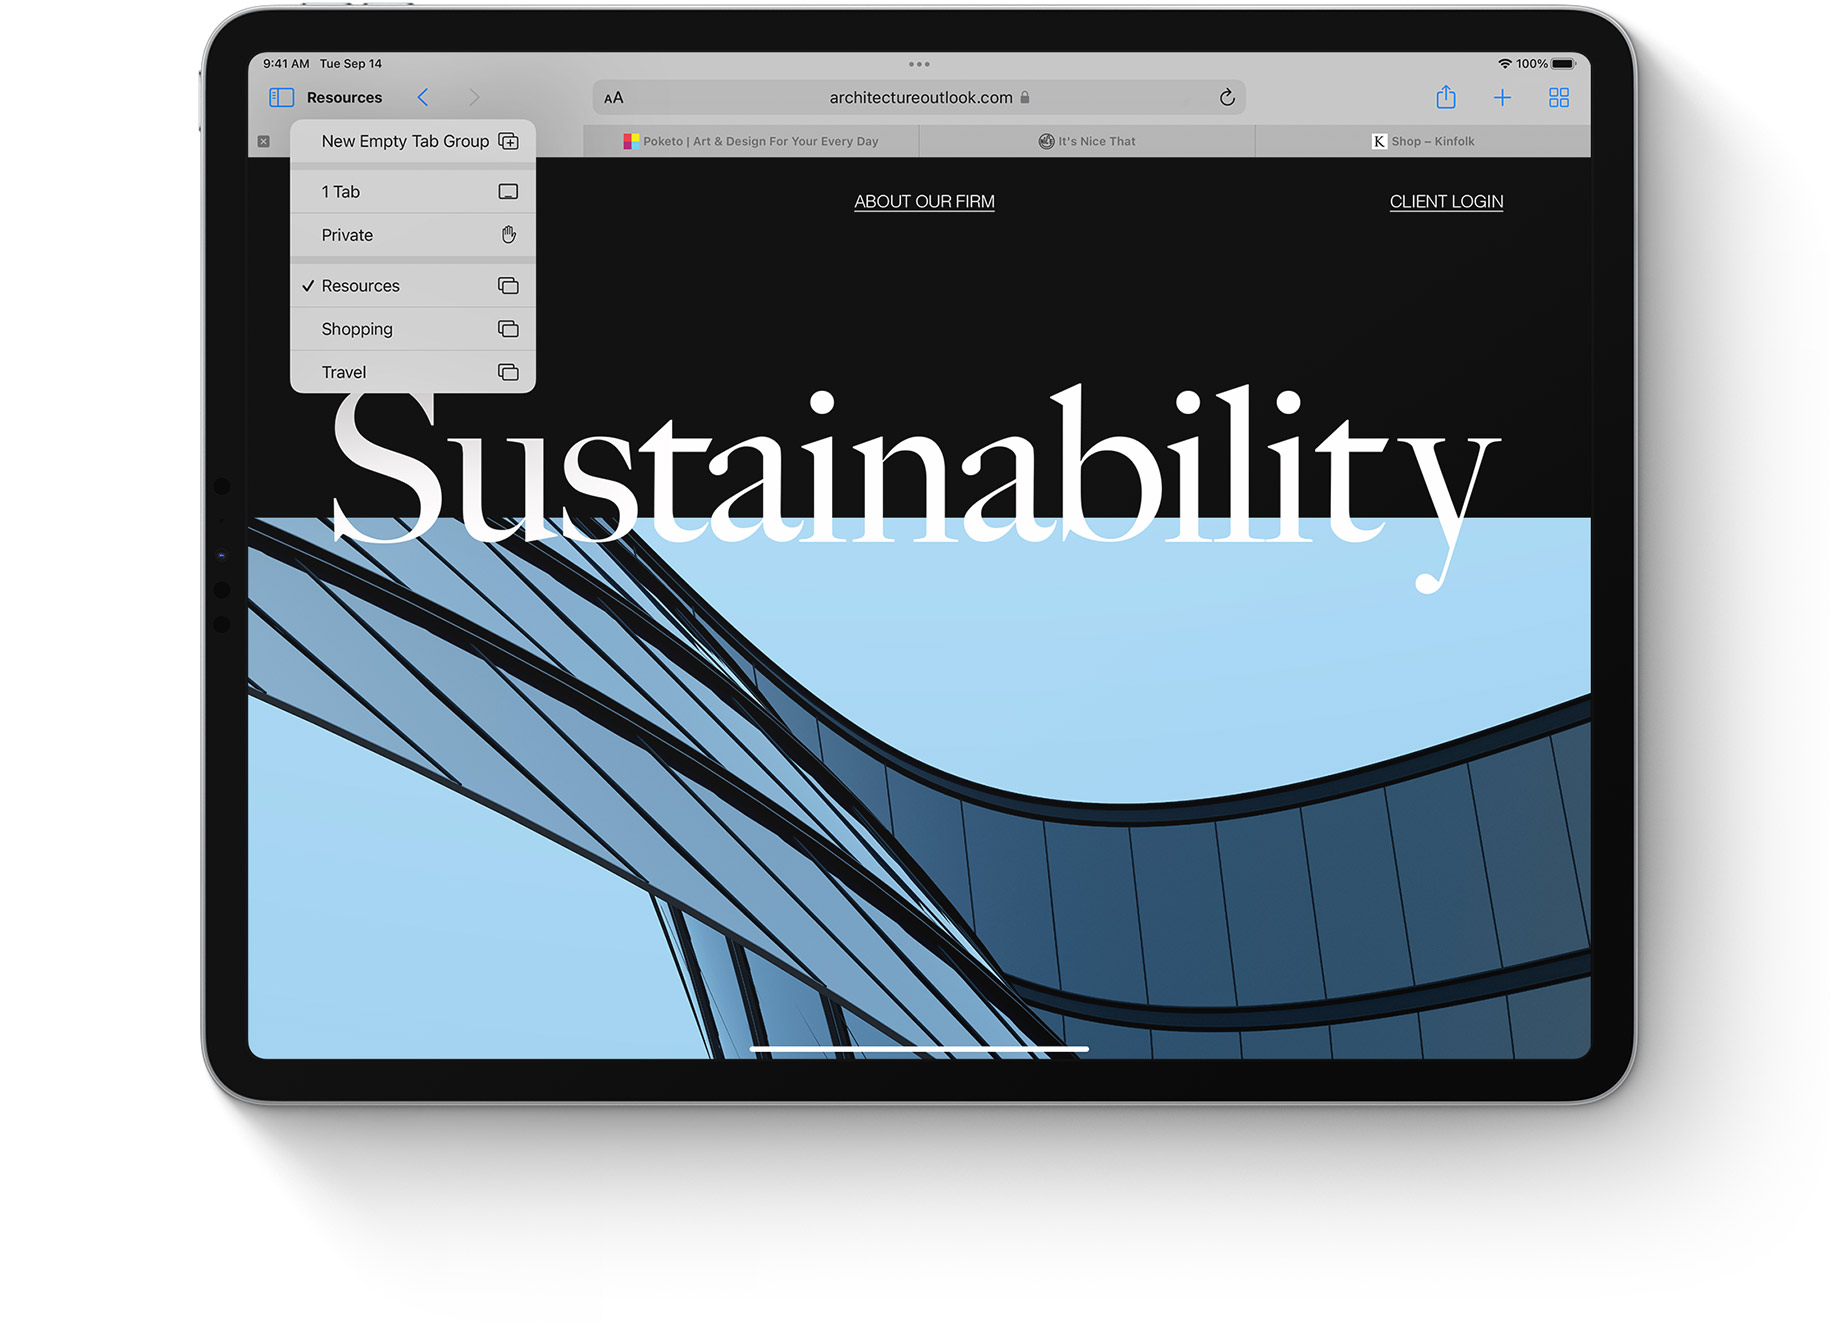 9:41 AM Tue Sep 14
100%
Resources
AA
architectureoutlook.com
New Empty Tab Group
Poketo | Art & Design For Your Every Day
It's Nice That
K Shop – Kinfolk
1 Tab
Private
Resources
Shopping
Travel
ABOUT OUR FIRM
CLIENT LOGIN
Sustainability